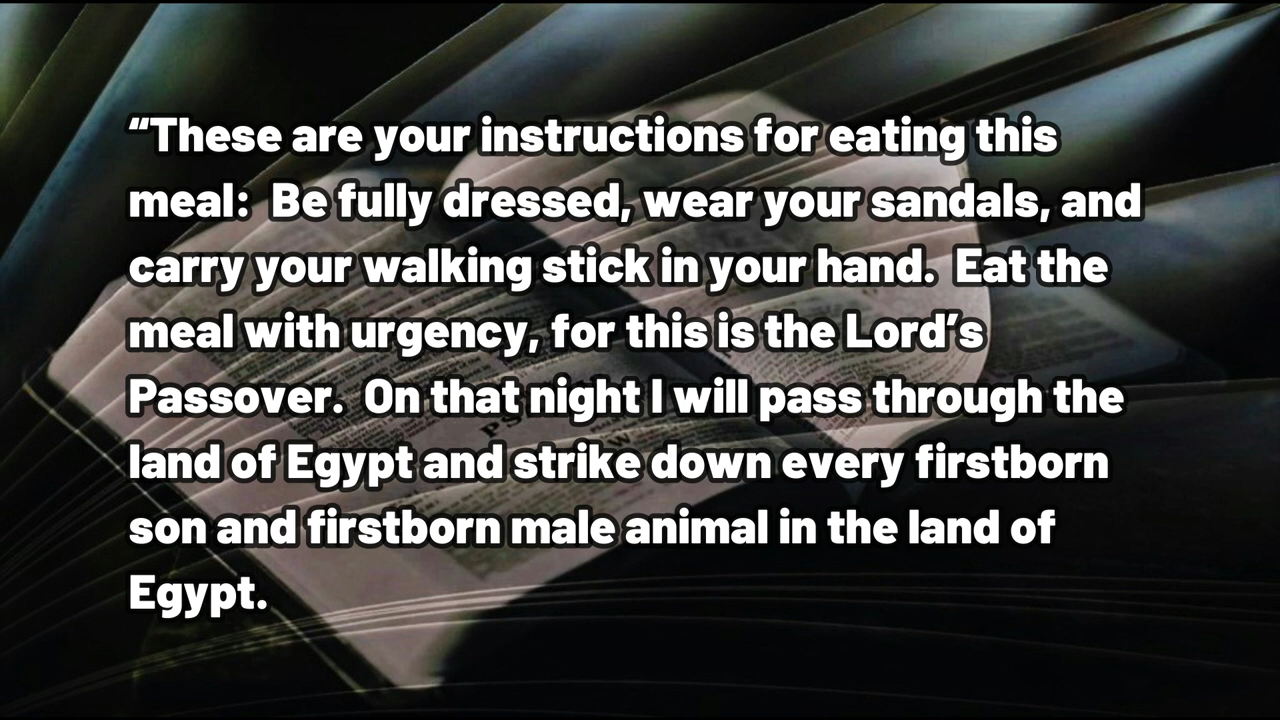 “These are your instructions for eating this
meal:  Be fully dressed, wear your sandals, and
carry your walking stick in your hand.  Eat the
meal with urgency, for this is the Lord’s
Passover.  On that night I will pass through the
land of Egypt and strike down every firstborn
son and firstborn male animal in the land of
Egypt.